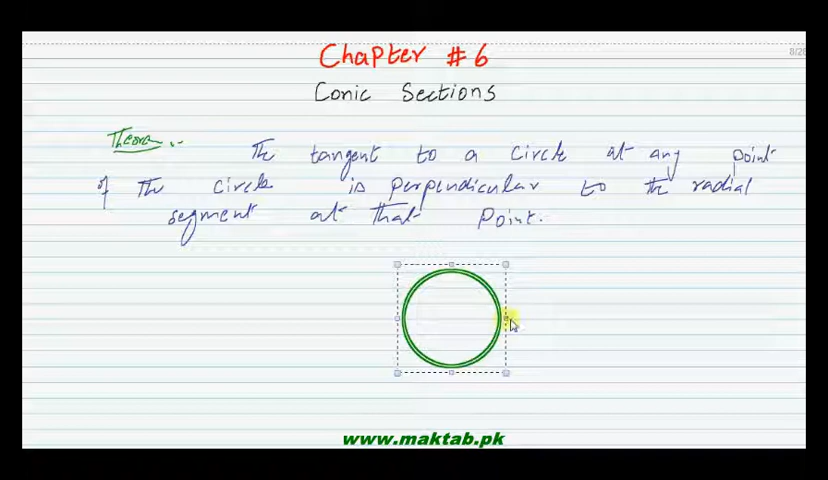 Chapter # 6
Conic Sections
Theorem:- The tangent to a circle at any point
of the circle is perpendicular to the radial
segment at that Point.
www.maktab.pk